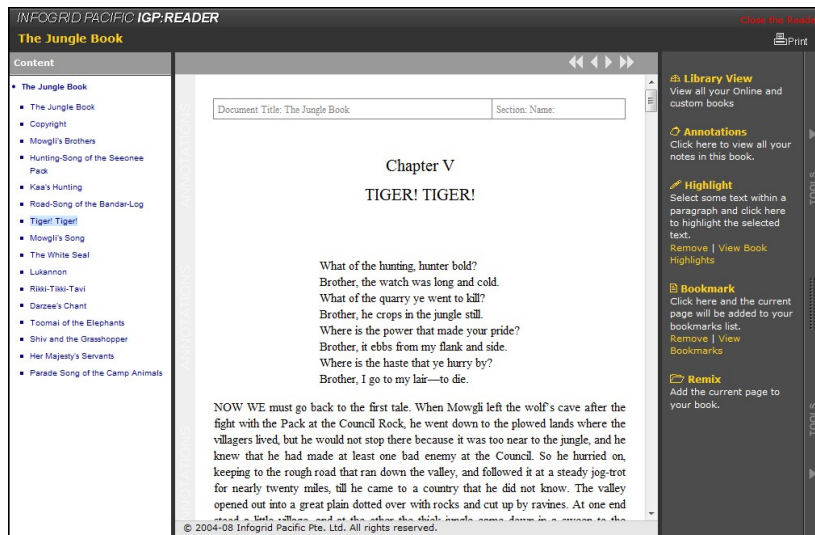 INFOGRID PACIFIC IGP:READER
Close the Reade
The Jungle Book
Print
Content
The Jungle Book
The Jungle Book
Copyright
Mowgli's Brothers
Hunting-Song of the Seeonee
Pack
Kaa's Hunting
Road-Song of the Bandar-Log
Tiger! Tiger!
Mowgli's Song
The White Seal
Lukannon
Rikki-Tikki-Tavi
Darzee's Chant
Toomai of the Elephants
Shiv and the Grasshopper
Her Majesty's Servants
Parade Song of the Camp Animals
ANNOTATIONS
ANNOTATIONS
ANNOTATIONS
Document Title: The Jungle Book
Section: Name:
Chapter V
TIGER! TIGER!
What of the hunting, hunter bold?
Brother, the watch was long and cold.
What of the quarry ye went to kill?
Brother, he crops in the jungle still.
Where is the power that made your pride?
Brother, it ebbs from my flank and side.
Where is the haste that ye hurry by?
Brother, I go to my lair—to die.
NOW WE must go back to the first tale. When Mowgli left the wolf's cave after the
fight with the Pack at the Council Rock, he went down to the plowed lands where the
villagers lived, but he would not stop there because it was too near to the jungle, and he
knew that he had made at least one bad enemy at the Council. So he hurried on,
keeping to the rough road that ran down the valley, and followed it at a steady jog-trot
for nearly twenty miles, till he came to a country that he did not know. The valley
opened out into a great plain dotted over with rocks and cut up by ravines. At one end
stood a little village, and at the other the thick jungle came down in a sweep to the
© 2004-08 Infogrid Pacific Pte. Ltd. All rights reserved.
Library View
View all your Online and
custom books
Annotations
Click here to view all your
notes in this book.
Highlight
Select some text within a
paragraph and click here
to highlight the selected
text.
Remove | View Book
Highlights
Bookmark
Click here and the current
page will be added to your
bookmarks list.
Remove | View
Bookmarks
Remix
Add the current page to
your book.
TOOLS
TOOLS